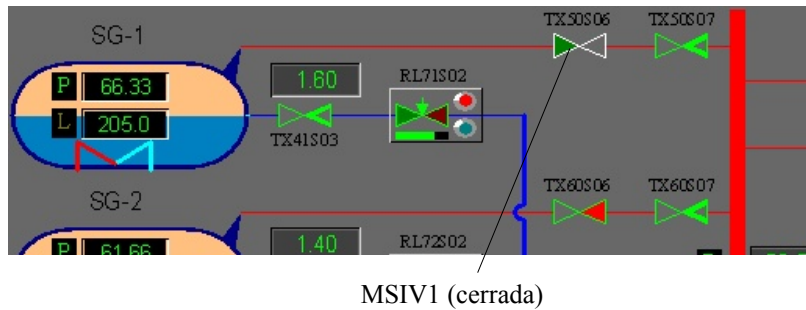 TX50S06
TX50S07
SG-1
P 66.33
1.60
RL71S02
L 205.0
TX41S03
TX60S06
TX60S07
SG-2
P 61.66
1.40
RL72S02
MSIV1 (cerrada)